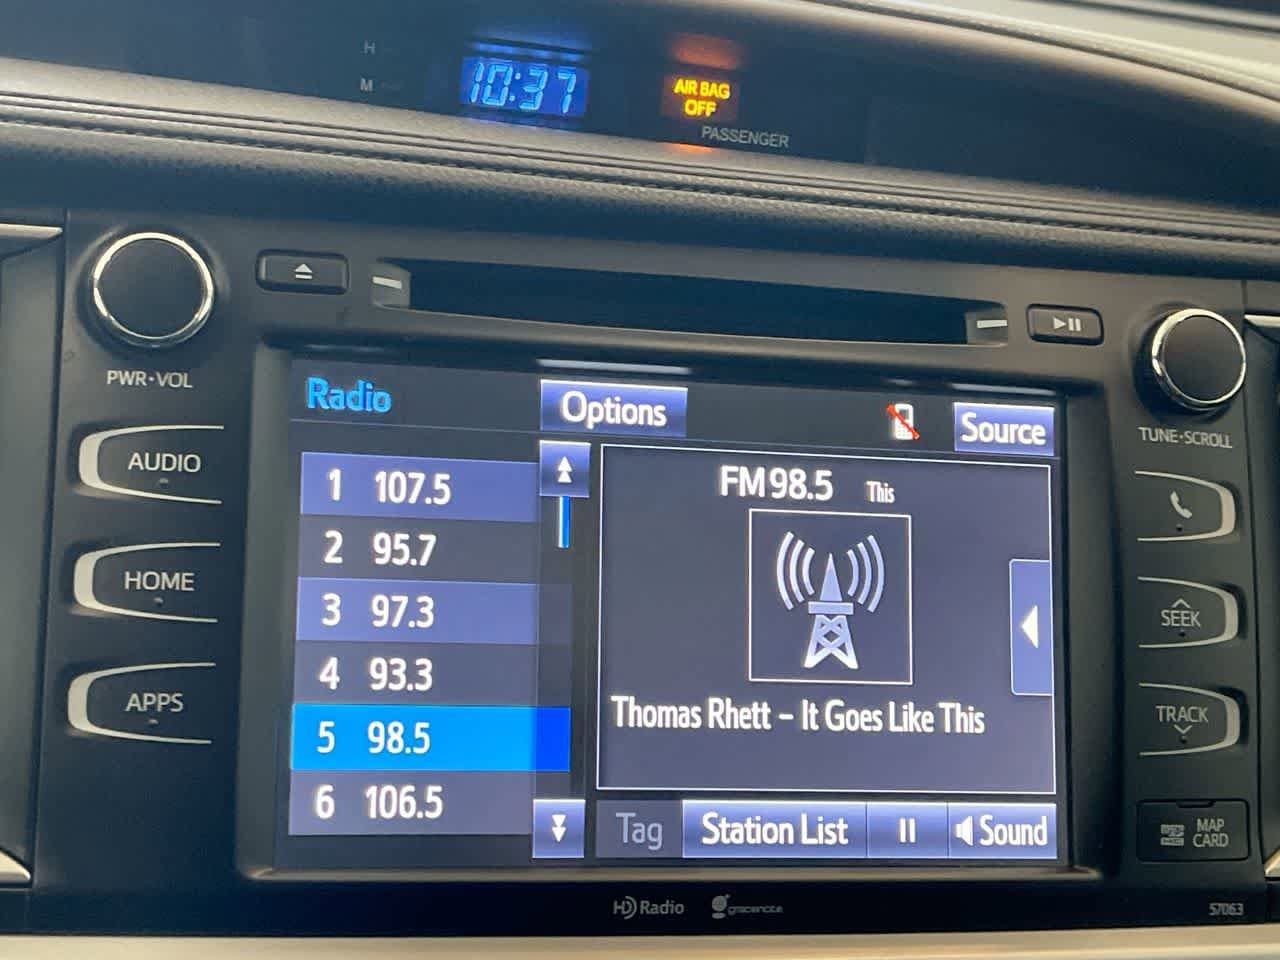 H
M
10:37
AIR BAG
OFF
PASSENGER
PWR·VOL
AUDIO
HOME
APPS
Radio
Options
Source
1 107.5
2 95.7
3 97.3
4 93.3
5 98.5
6 106.5
FM 98.5 This
Thomas Rhett – It Goes Like This
Tag
Station List
Sound
TUNE·SCROLL
SEEK
TRACK
MAP
CARD
HD Radio
gracenote
57063